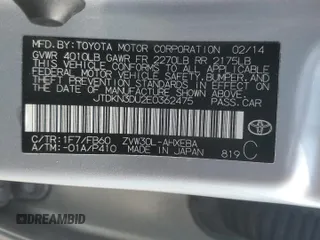 MFD. BY: TOYOTA MOTOR CORPORATION 02/14
GVWR 4010LB GAWR FR 2270LB RR 2175LB
THIS VEHICLE CONFORMS TO ALL APPLICABLE
FEDERAL MOTOR VEHICLE SAFETY, BUMPER, AND
THEFT PREVENTION STANDARDS IN EFFECT ON
THE DATE OF MANUFACTURE SHOWN ABOVE.
JTDKN3DU2E0362475 PASS. CAR
C/TR: 1F7/FB60 ZVW30L-AHXEBA
A/TM: -01A/P410 MADE IN JAPAN 819 C
TOYOTA
DREAMBID